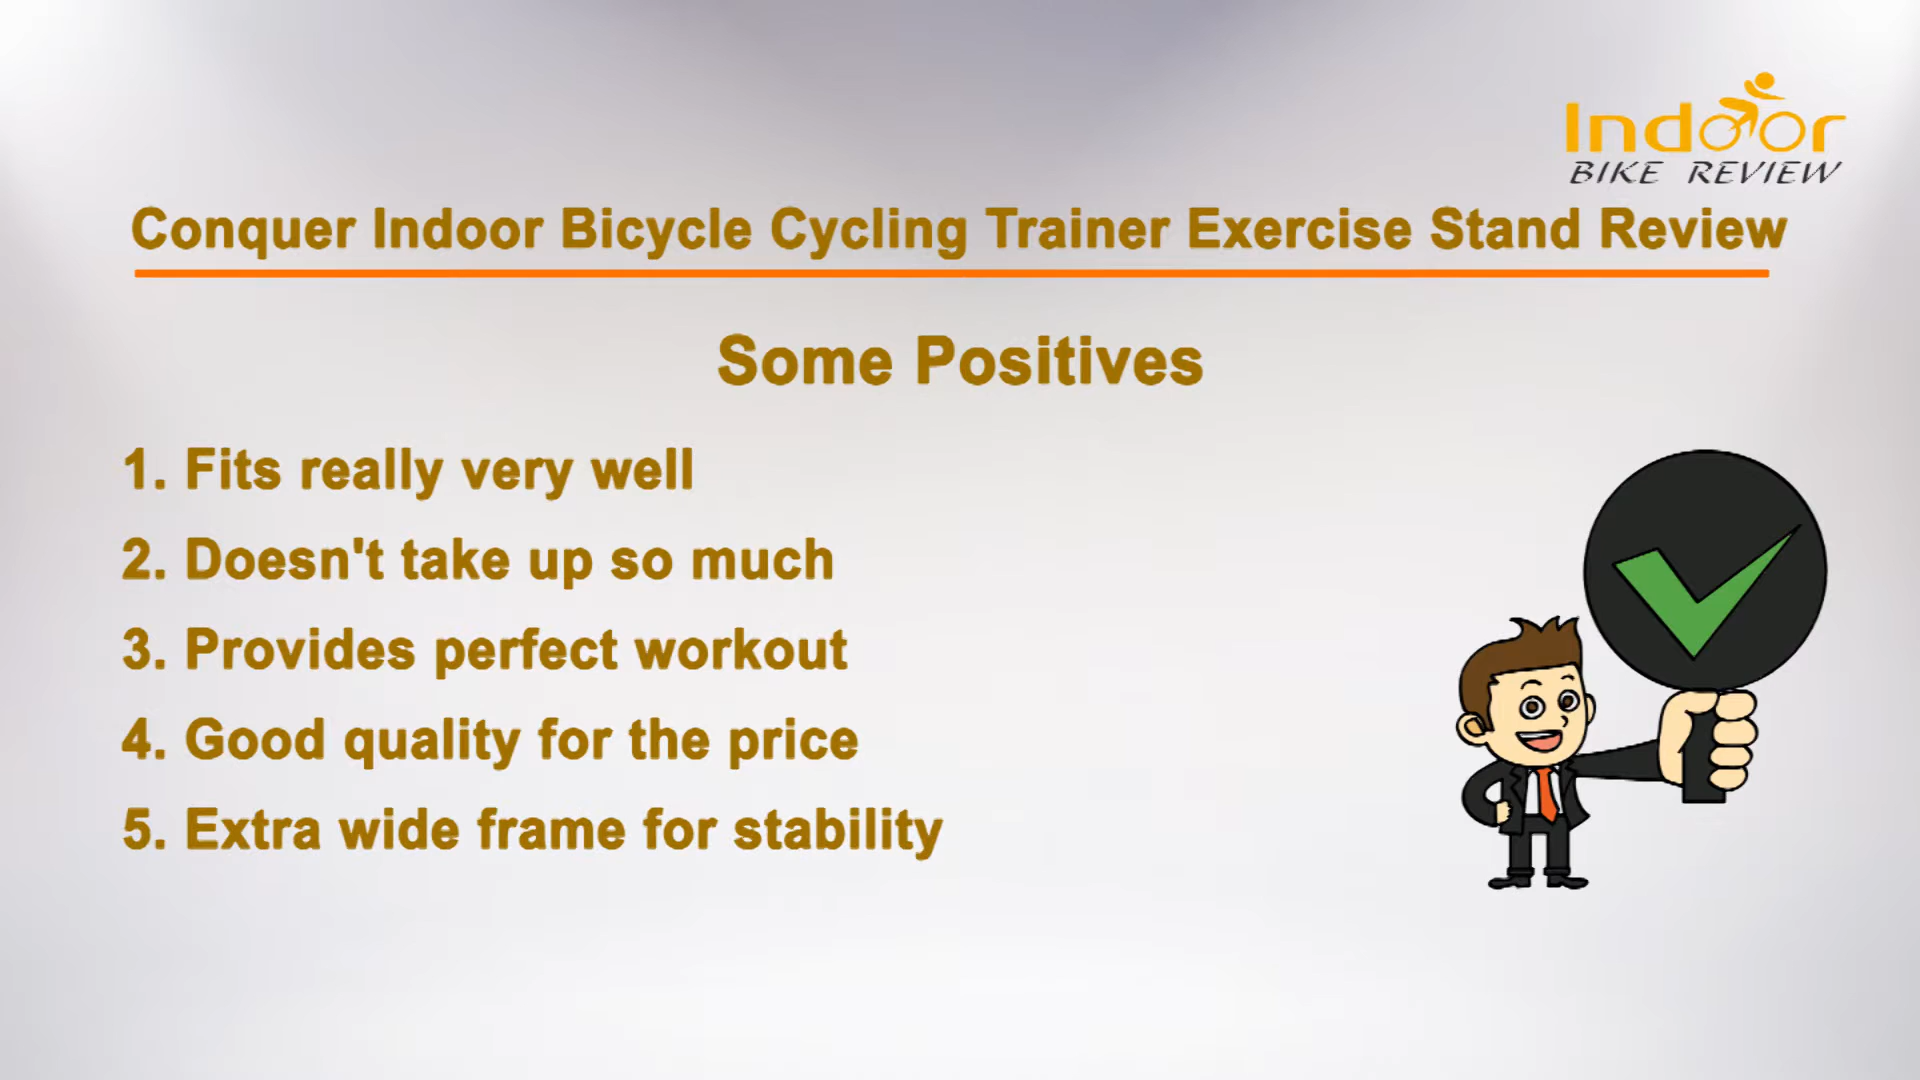 Indoor
BIKE REVIEW
Conquer Indoor Bicycle Cycling Trainer Exercise Stand Review
Some Positives
1. Fits really very well
2. Doesn't take up so much
3. Provides perfect workout
4. Good quality for the price
5. Extra wide frame for stability